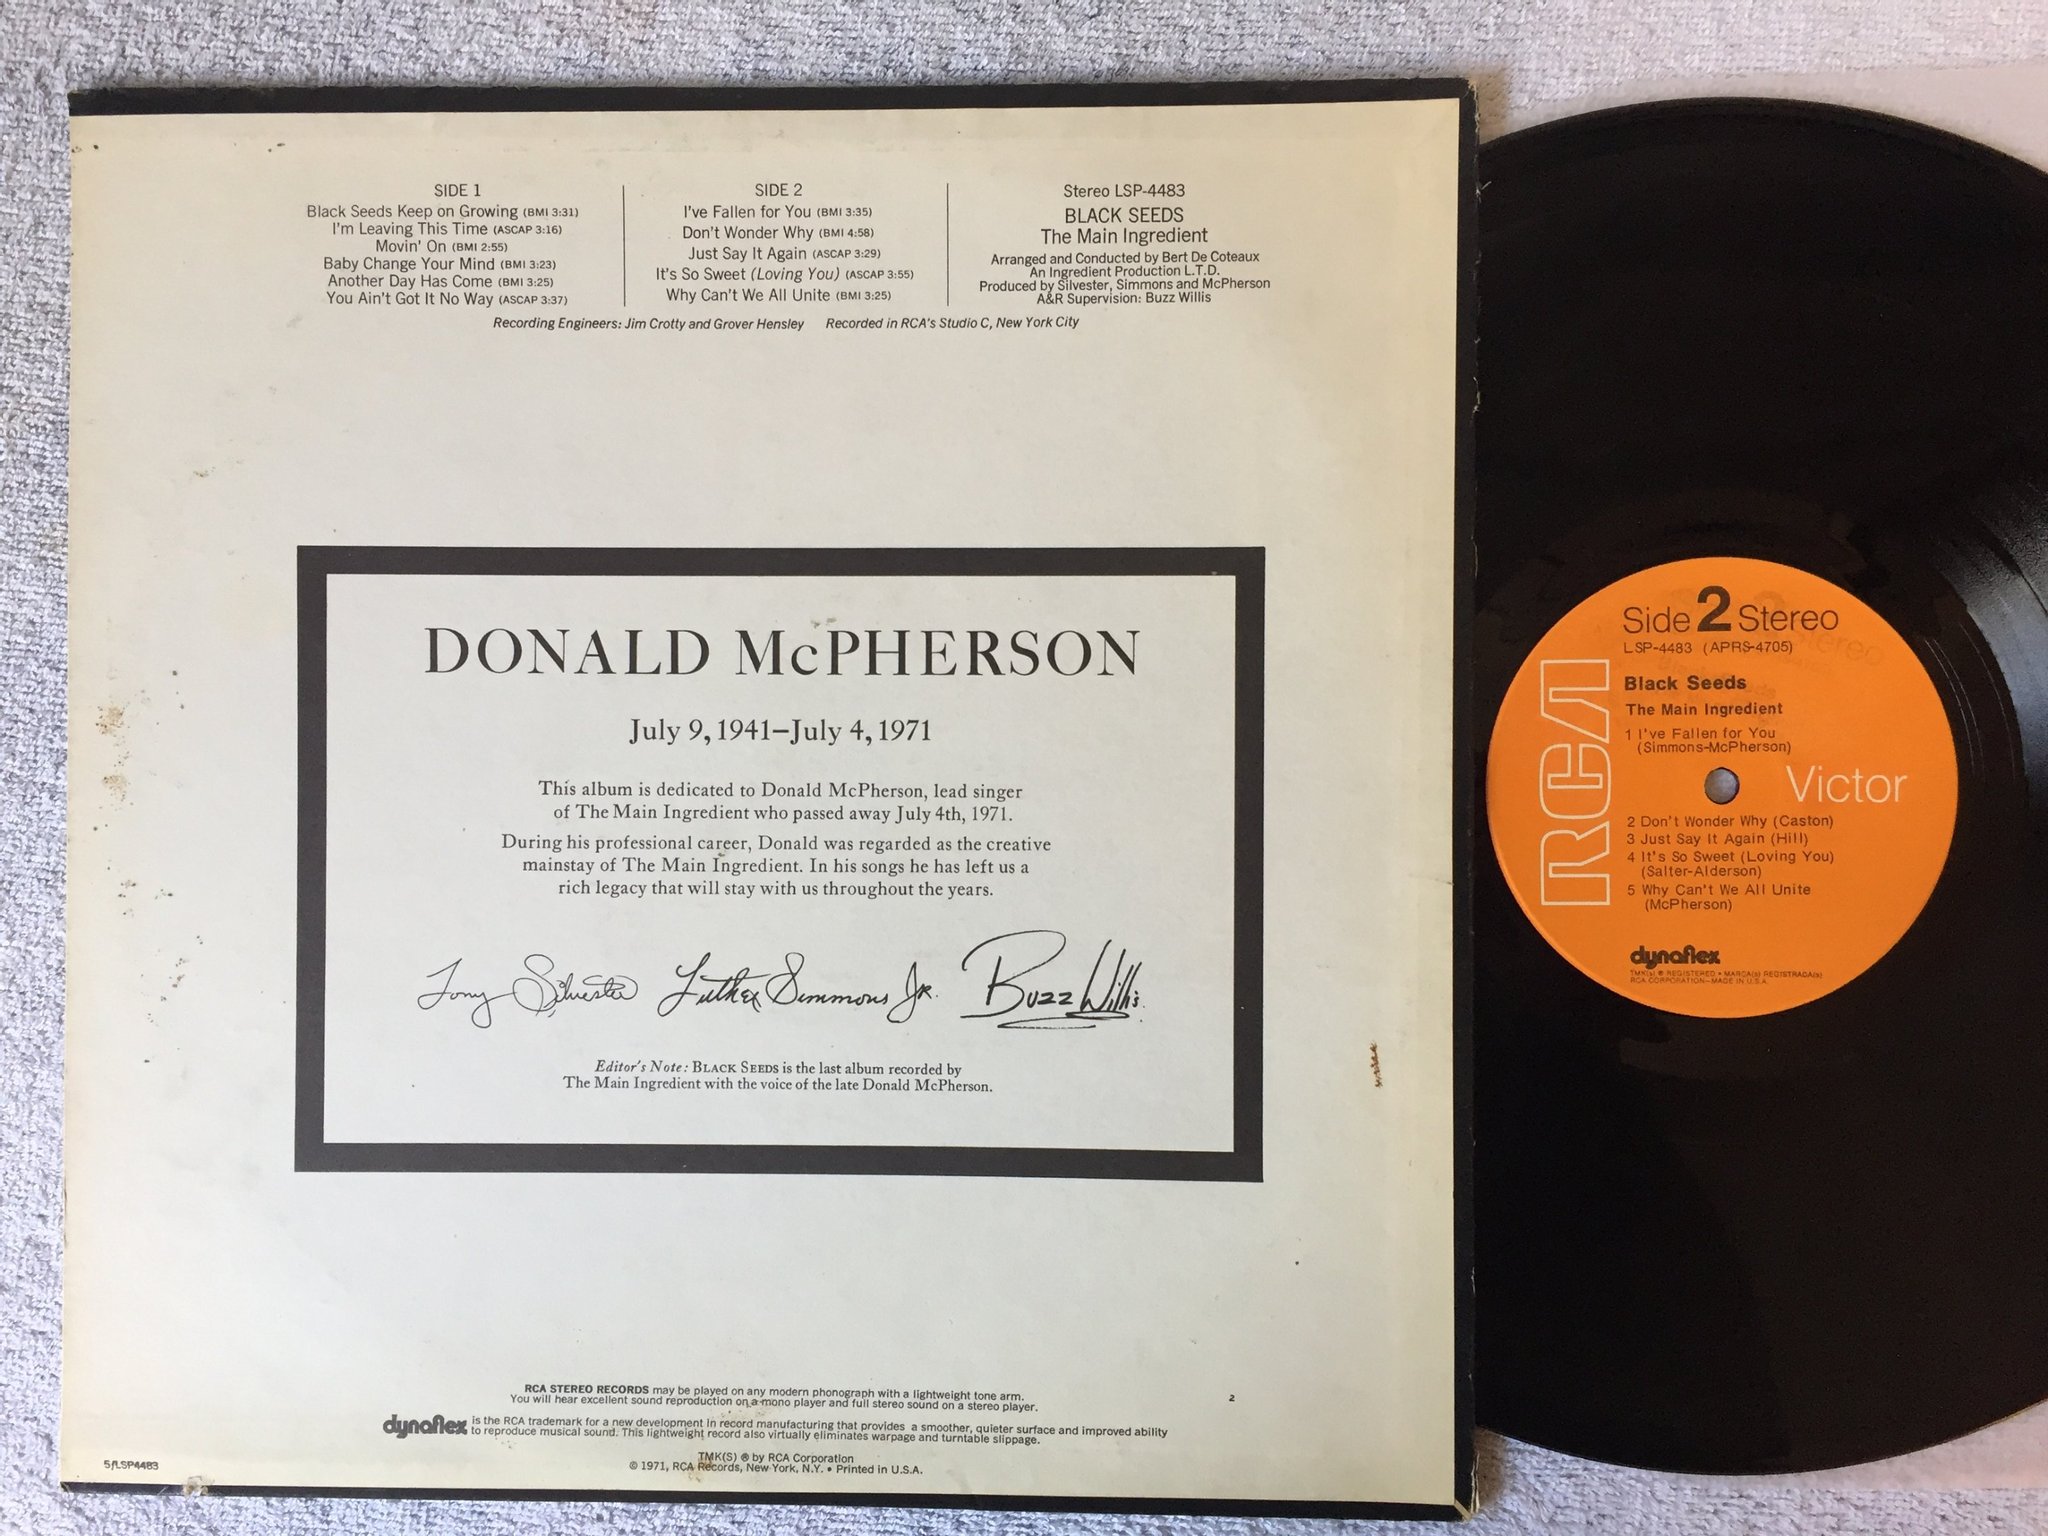 SIDE 1
Black Seeds Keep on Growing (BMI 3:31)
I'm Leaving This Time (ASCAP 3:16)
Movin' On (BMI 2:55)
Baby Change Your Mind (BMI 3:23)
Another Day Has Come (BMI 3:25)
You Ain't Got It No Way (ASCAP 3:37)
SIDE 2
I've Fallen for You (BMI 3:35)
Don't Wonder Why (BMI 4:58)
Just Say It Again (ASCAP 3:29)
It's So Sweet (Loving You) (ASCAP 3:55)
Why Can't We All Unite (BMI 3:25)
Stereo LSP-4483
BLACK SEEDS
The Main Ingredient
Arranged and Conducted by Bert De Coteaux
An Ingredient Production L.T.D.
Produced by Silvester, Simmons and McPherson
A&R Supervision: Buzz Willis
Recording Engineers: Jim Crotty and Grover Hensley Recorded in RCA's Studio C, New York City
DONALD McPHERSON
July 9, 1941–July 4, 1971
This album is dedicated to Donald McPherson, lead singer
of The Main Ingredient who passed away July 4th, 1971.
During his professional career, Donald was regarded as the creative
mainstay of The Main Ingredient. In his songs he has left us a
rich legacy that will stay with us throughout the years.
Tony Silvester Luther Simmons Jr. Buzz Willis
Editor's Note: BLACK SEEDS is the last album recorded by
The Main Ingredient with the voice of the late Donald McPherson.
RCA STEREO RECORDS may be played on any modern phonograph with a lightweight tone arm.
You will hear excellent sound reproduction on a mono player and full stereo sound on a stereo player.
2
dynaflex is the RCA trademark for a new development in record manufacturing that provides a smoother, quieter surface and improved ability
to reproduce musical sound. This lightweight record also virtually eliminates warpage and turntable slippage.
TMK(S) ® by RCA Corporation
© 1971, RCA Records, New York, N.Y. • Printed in U.S.A.
5/LSP4483
Side 2 Stereo
LSP-4483 (APRS-4705)
Black Seeds
The Main Ingredient
1 I've Fallen for You
(Simmons-McPherson)
RCA
Victor
2 Don't Wonder Why (Caston)
3 Just Say It Again (Hill)
4 It's So Sweet (Loving You)
(Salter-Alderson)
5 Why Can't We All Unite
(McPherson)
dynaflex
TMK(s) ® REGISTERED • MARCA(s) REGISTRADA(s)
RCA CORPORATION—MADE IN U.S.A.